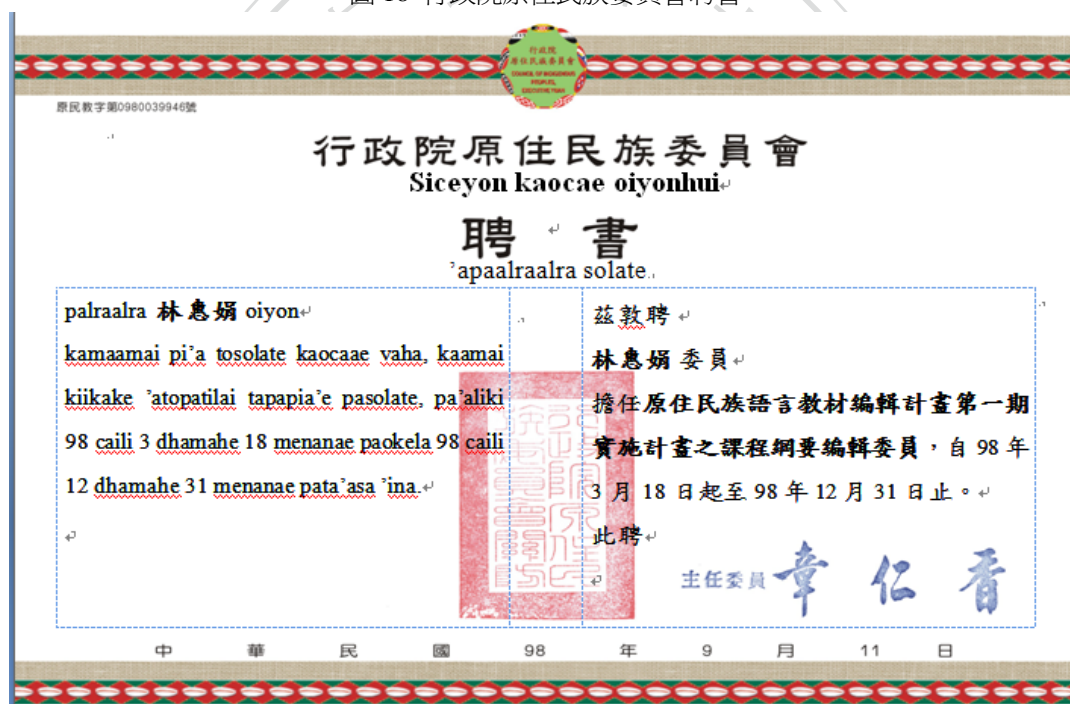 行政院
原住民族委員會
COUNCIL OF INDIGENOUS
PEOPLES,
EXECUTIVE YUAN
原民教字第0980039946號
行政院原住民族委員會
Siceyon kaocae oiyonhui
聘 書
’apaalraalra solate
palraalra 林惠娟 oiyon
kamaamai pi’a tosolate kaocaae vaha, kaamai
kiikake ’atopatilai tapapia’e pasolate, pa’aliki
98 caili 3 dhamahe 18 menanae paokela 98 caili
12 dhamahe 31 menanae pata’asa ’ina.
茲敦聘
林惠娟 委員
擔任原住民族語言教材編輯計畫第一期
實施計畫之課程綱要編輯委員，自 98 年
3 月 18 日起至 98 年 12 月 31 日止。
此聘
主任委員 章仁香
中 華 民 國 98 年 9 月 11 日